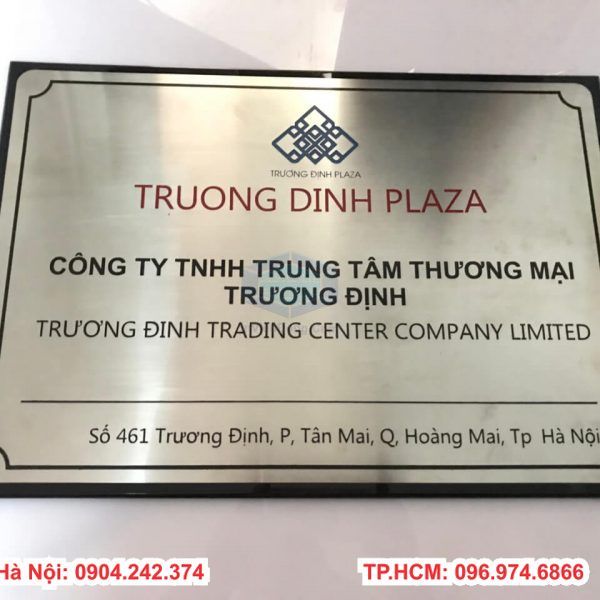 TRƯƠNG ĐỊNH PLAZA
TRUONG DINH PLAZA
CÔNG TY TNHH TRUNG TÂM THƯƠNG MẠI
TRƯƠNG ĐỊNH
TRƯƠNG ĐINH TRADING CENTER COMPANY LIMITED
Số 461 Trương Định, P, Tân Mai, Q, Hoàng Mai, Tp Hà Nội
Hà Nội: 0904.242.374
TP.HCM: 096.974.6866